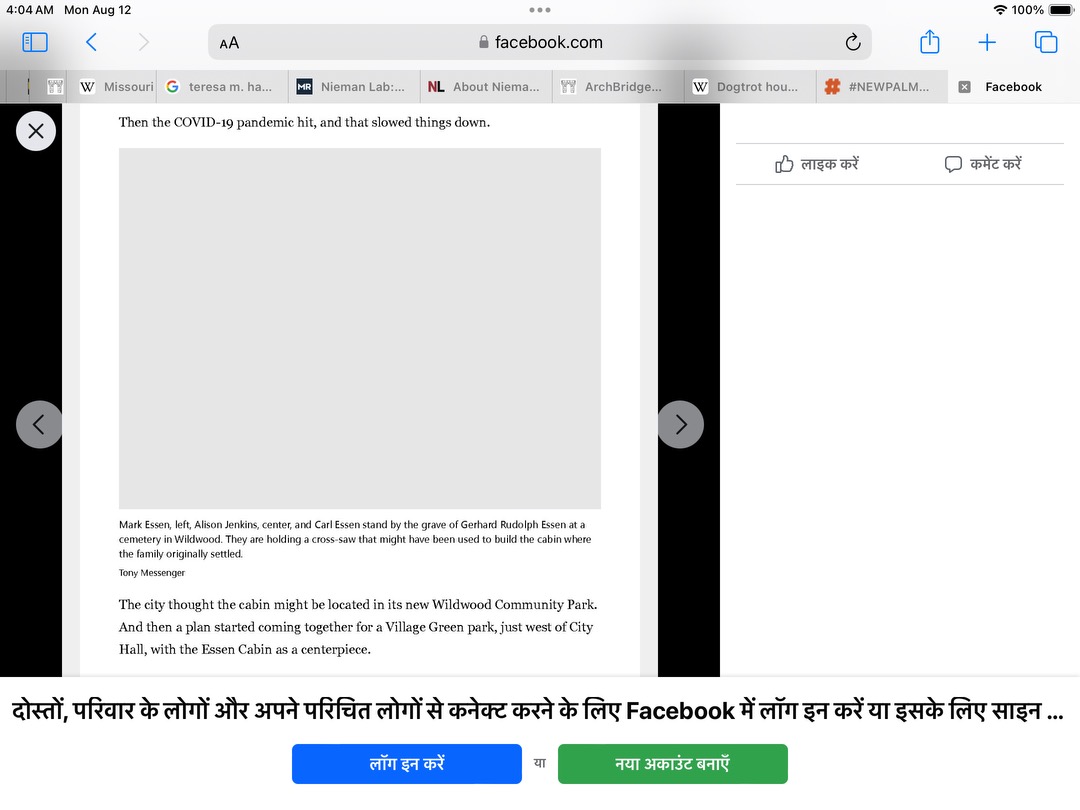 4:04 AM Mon Aug 12
100%
AA
facebook.com
Missouri
teresa m. ha...
MR Nieman Lab:...
NL About Niema...
ArchBridge...
W Dogtrot hou...
#NEWPALM...
Facebook
Then the COVID-19 pandemic hit, and that slowed things down.
लाइक करें
कमेंट करें
Mark Essen, left, Alison Jenkins, center, and Carl Essen stand by the grave of Gerhard Rudolph Essen at a
cemetery in Wildwood. They are holding a cross-saw that might have been used to build the cabin where
the family originally settled.
Tony Messenger
The city thought the cabin might be located in its new Wildwood Community Park.
And then a plan started coming together for a Village Green park, just west of City
Hall, with the Essen Cabin as a centerpiece.
दोस्तों, परिवार के लोगों और अपने परिचित लोगों से कनेक्ट करने के लिए Facebook में लॉग इन करें या इसके लिए साइन ...
लॉग इन करें
या
नया अकाउंट बनाएँ